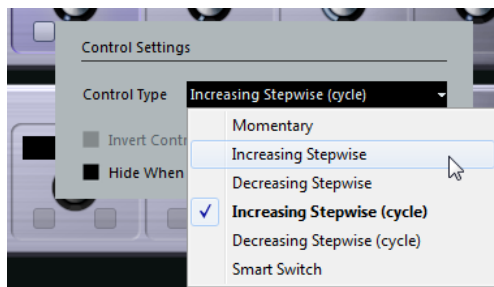 Control Settings
Control Type Increasing Stepwise (cycle)
Momentary
Invert Contr
Increasing Stepwise
Hide When
Decreasing Stepwise
Increasing Stepwise (cycle)
Decreasing Stepwise (cycle)
Smart Switch